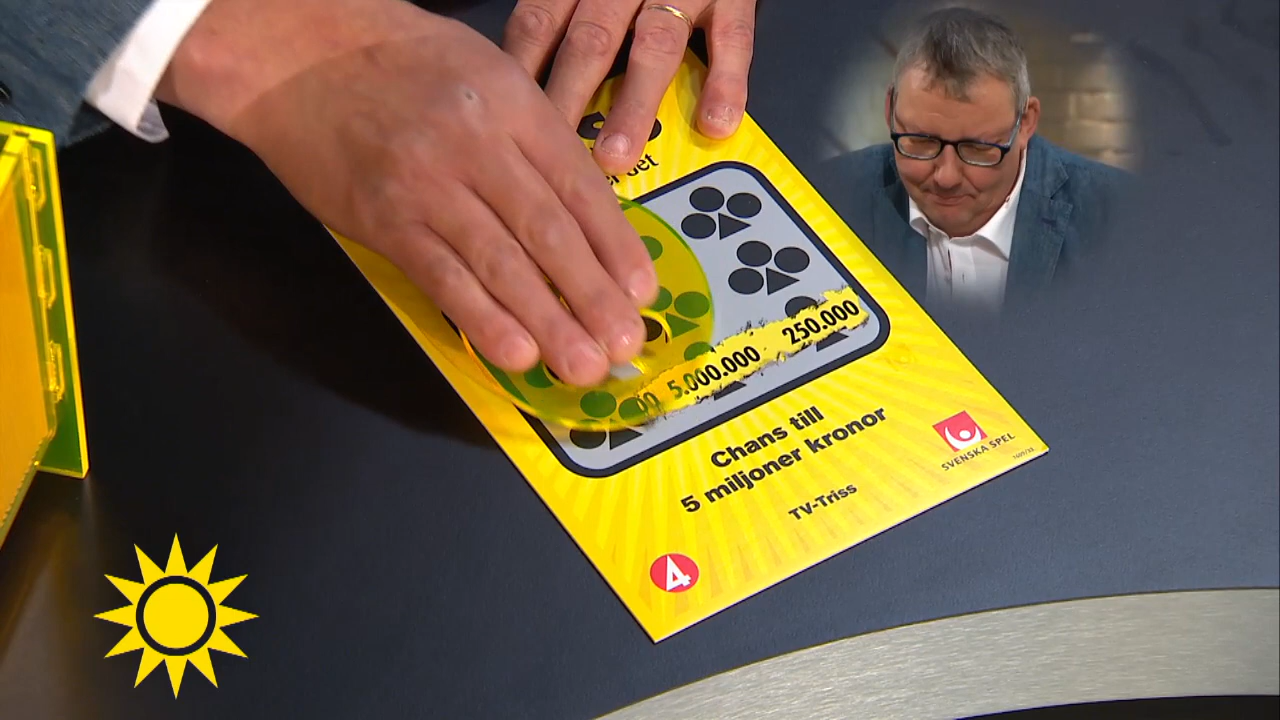 5.000.000 250.000
Chans till
5 miljoner kronor
TV-Triss
SVENSKA SPEL
4